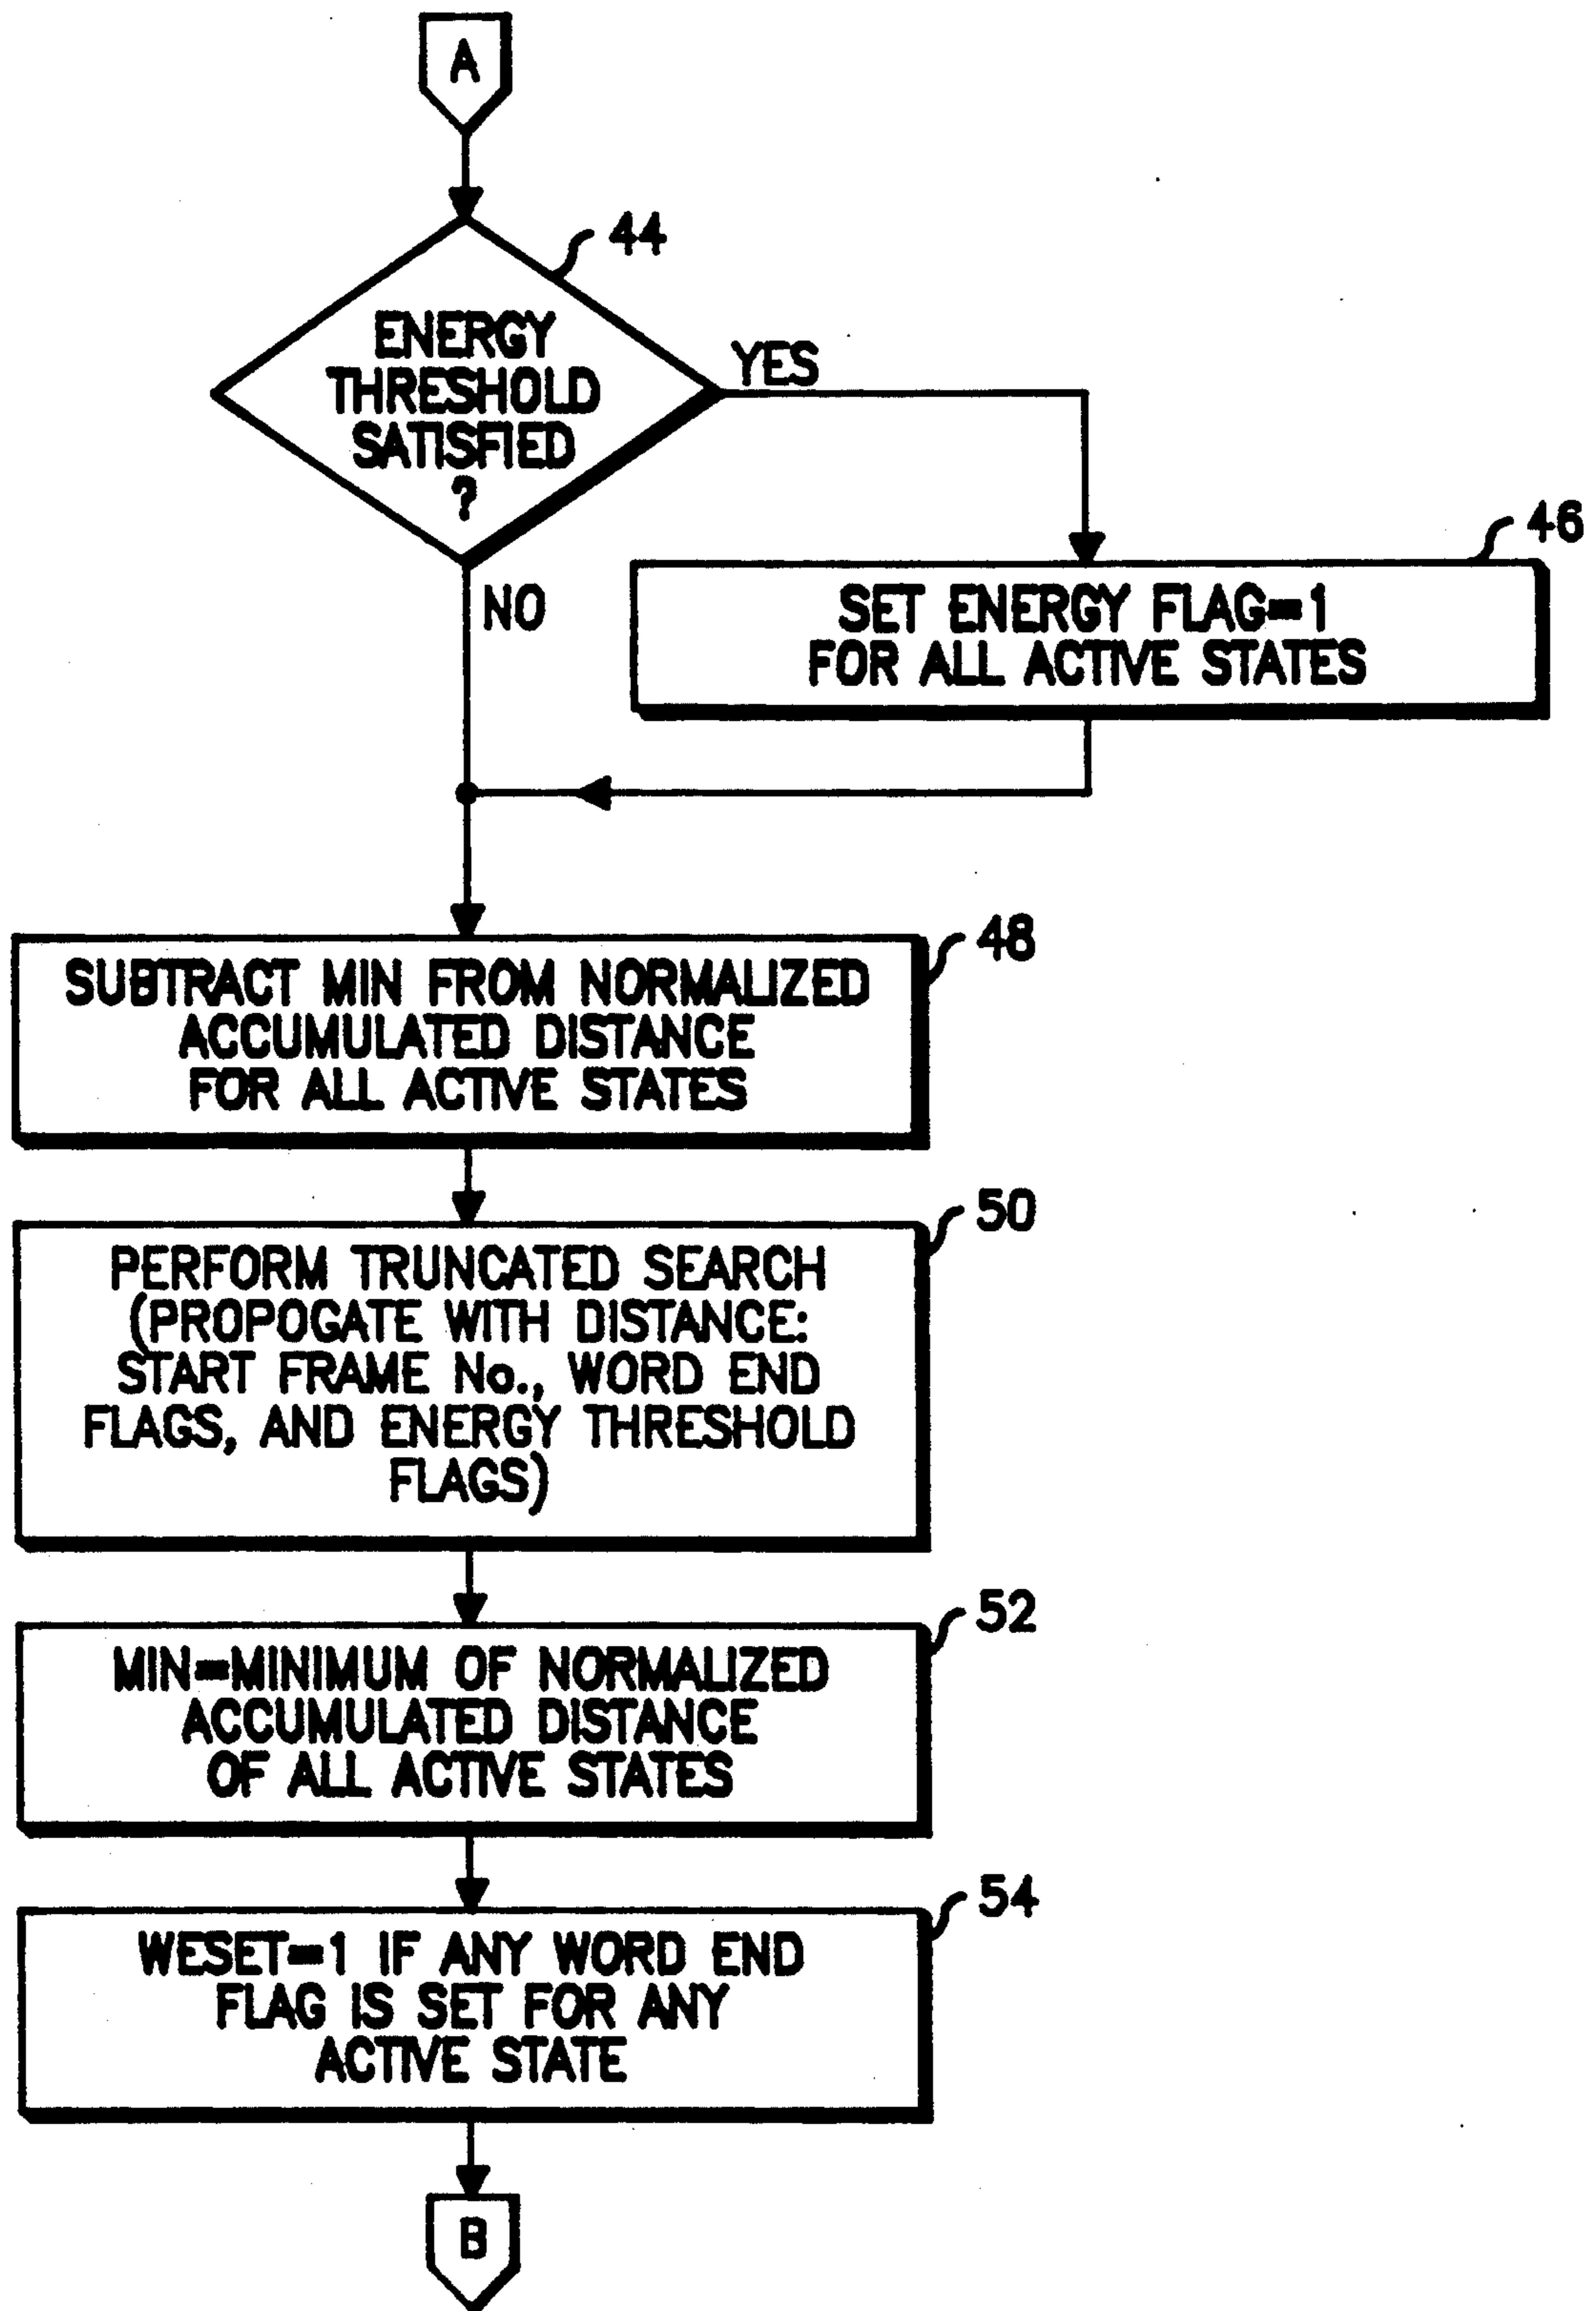 A
44
ENERGY
THRESHOLD
SATISFIED
?
YES
NO
46
SET ENERGY FLAG=1
FOR ALL ACTIVE STATES
48
SUBTRACT MIN FROM NORMALIZED
ACCUMULATED DISTANCE
FOR ALL ACTIVE STATES
50
PERFORM TRUNCATED SEARCH
(PROPOGATE WITH DISTANCE:
START FRAME No., WORD END
FLAGS, AND ENERGY THRESHOLD
FLAGS)
52
MIN=MINIMUM OF NORMALIZED
ACCUMULATED DISTANCE
OF ALL ACTIVE STATES
54
WESET=1 IF ANY WORD END
FLAG IS SET FOR ANY
ACTIVE STATE
B